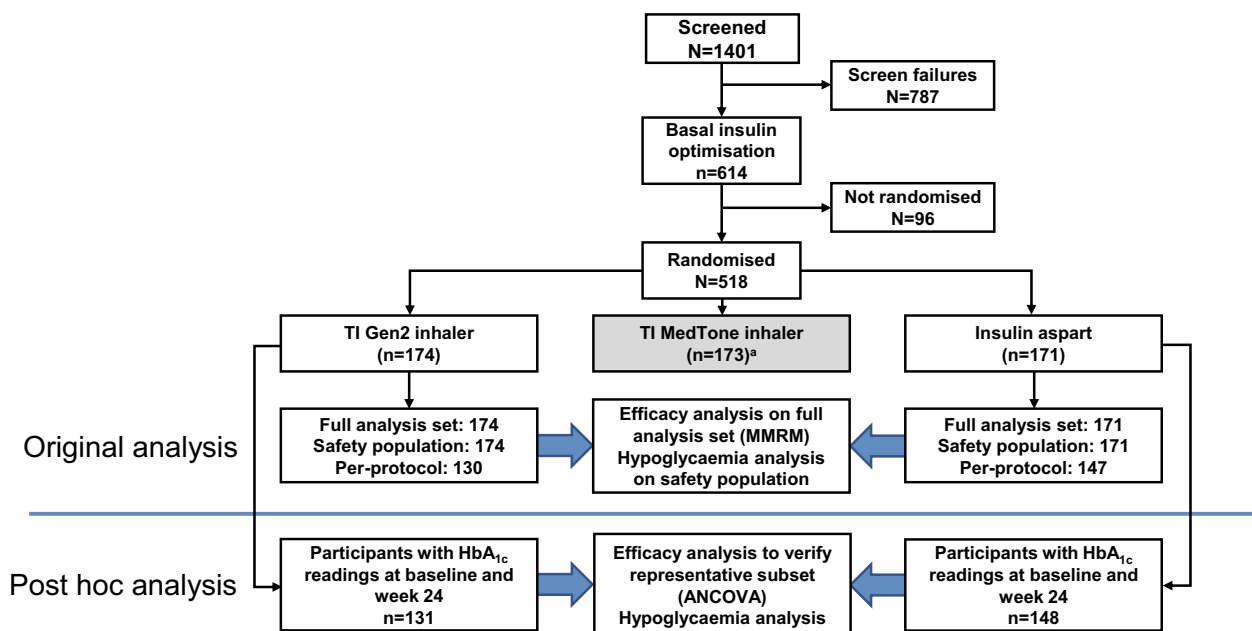 Screened
N=1401
Screen failures
N=787
Basal insulin
optimisation
n=614
Not randomised
N=96
Randomised
N=518
TI Gen2 inhaler
(n=174)
TI MedTone inhaler
(n=173)ᵃ
Insulin aspart
(n=171)
Original analysis
Full analysis set: 174
Safety population: 174
Per-protocol: 130
Efficacy analysis on full
analysis set (MMRM)
Hypoglycaemia analysis
on safety population
Full analysis set: 171
Safety population: 171
Per-protocol: 147
Post hoc analysis
Participants with HbA₁c
readings at baseline and
week 24
n=131
Efficacy analysis to verify
representative subset
(ANCOVA)
Hypoglycaemia analysis
Participants with HbA₁c
readings at baseline and
week 24
n=148